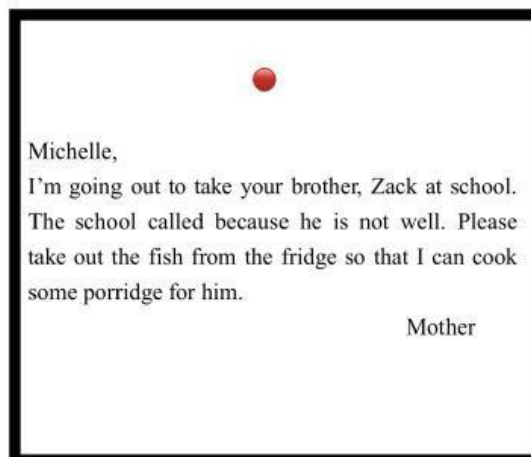 Michelle,
I'm going out to take your brother, Zack at school.
The school called because he is not well. Please
take out the fish from the fridge so that I can cook
some porridge for him.
Mother